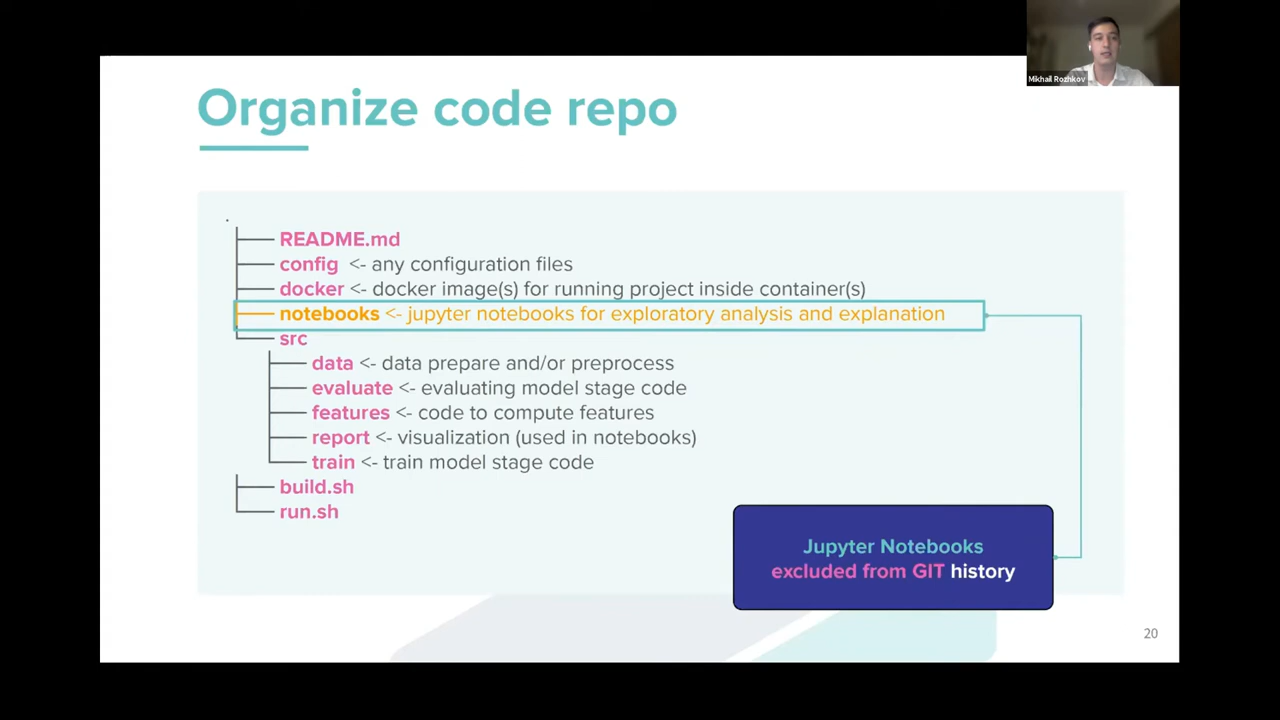 Mikhail Rozhkov
Organize code repo
.
README.md
config <- any configuration files
docker <- docker image(s) for running project inside container(s)
notebooks <- jupyter notebooks for exploratory analysis and explanation
src
data <- data prepare and/or preprocess
evaluate <- evaluating model stage code
features <- code to compute features
report <- visualization (used in notebooks)
train <- train model stage code
build.sh
run.sh
Jupyter Notebooks
excluded from GIT history
20